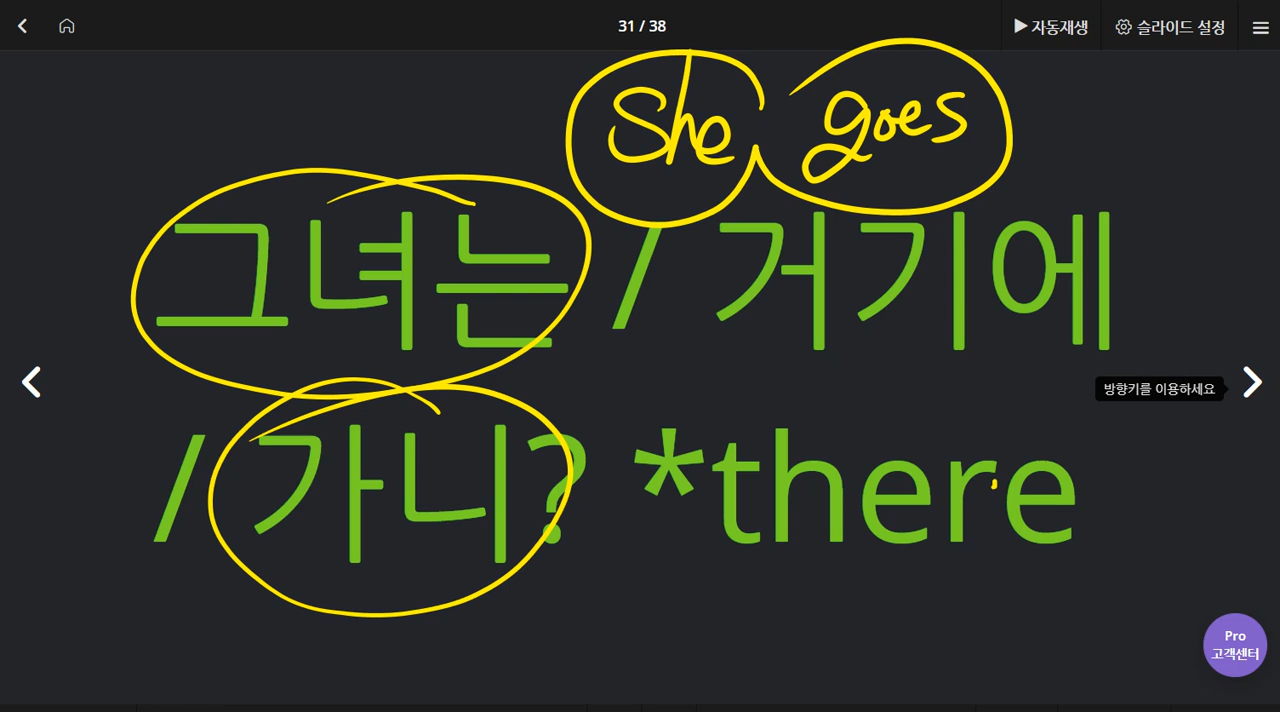 31 / 38
▶ 자동재생
슬라이드 설정
She goes
그녀는 / 거기에
/ 가니? *there
방향키를 이용하세요
Pro
고객센터